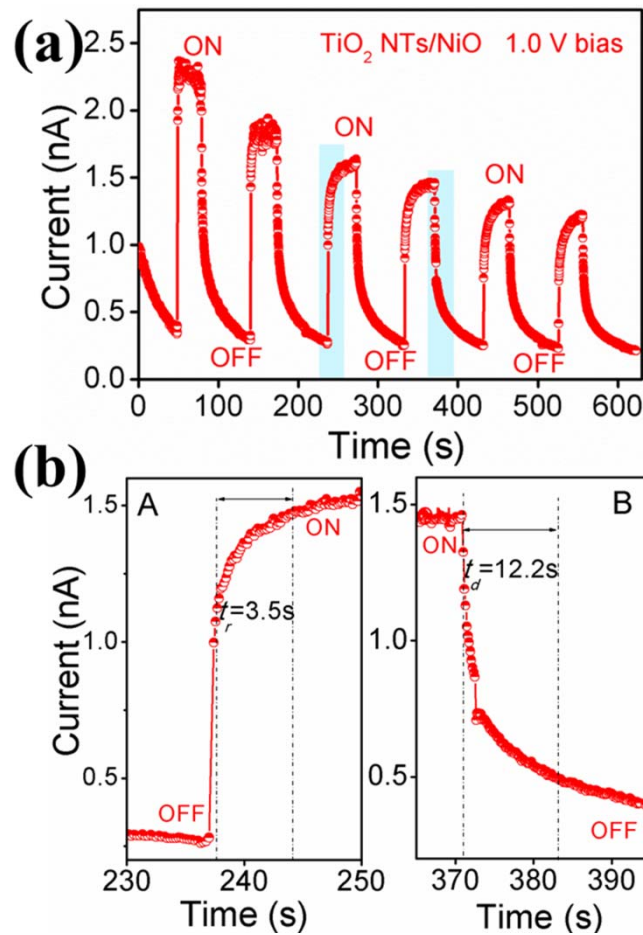 (a)
TiO₂ NTs/NiO 1.0 V bias
ON
ON
ON
OFF
OFF
OFF
Current (nA)
2.5
2.0
1.5
1.0
0.5
0.0
0 100 200 300 400 500 600
Time (s)
(b)
A
ON
tᵣ=3.5s
OFF
Current (nA)
1.5
1.0
0.5
230 240 250
Time (s)
B
ON
t_d=12.2s
OFF
1.5
1.0
0.5
370 380 390
Time (s)